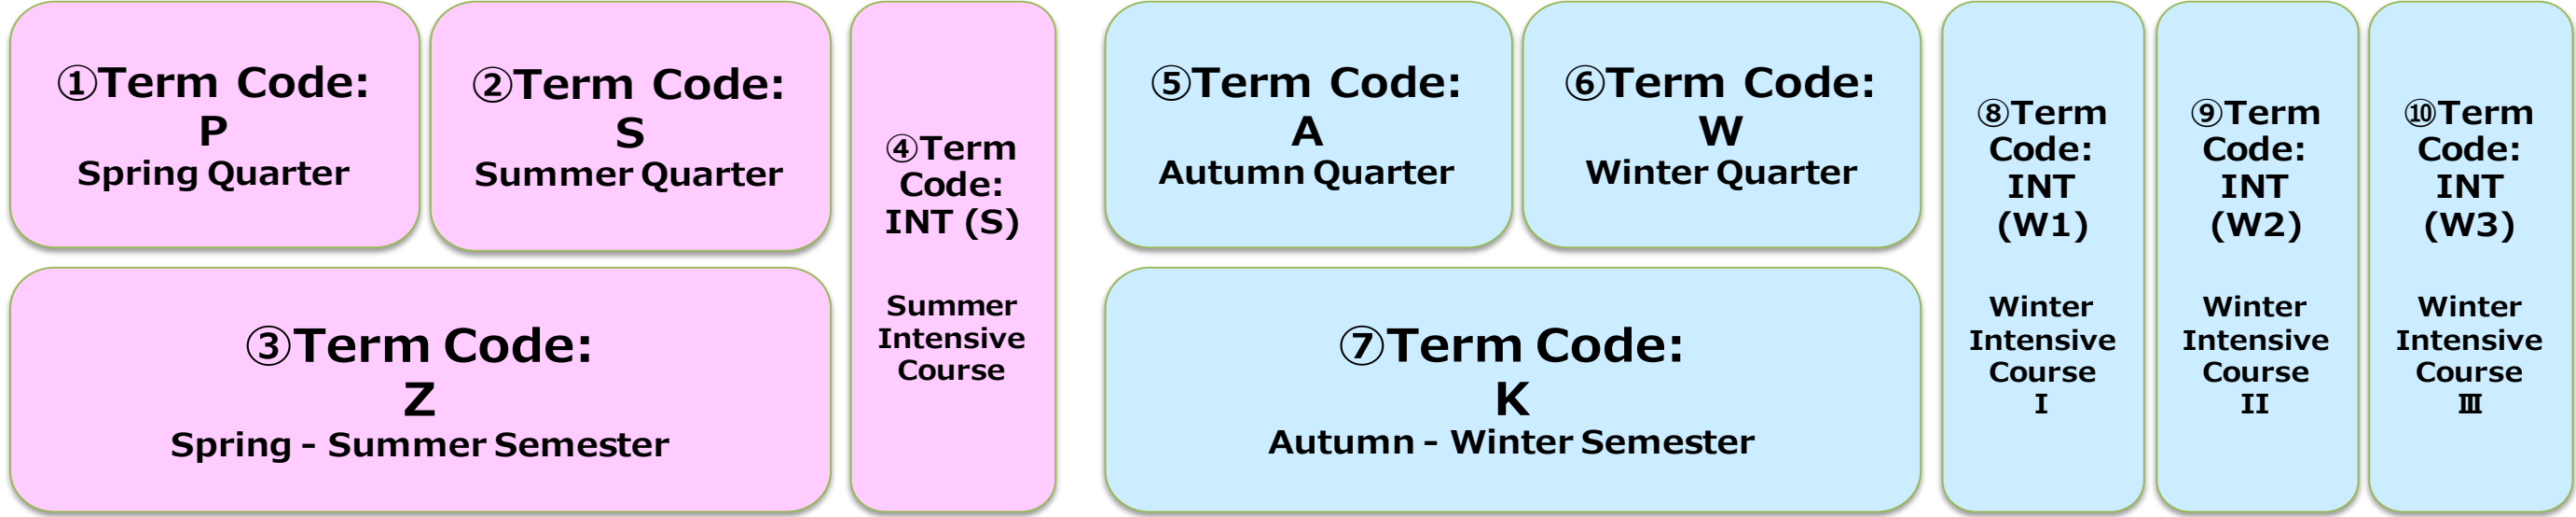 ①Term Code:
P
Spring Quarter
②Term Code:
S
Summer Quarter
③Term Code:
Z
Spring - Summer Semester
④Term
Code:
INT (S)
Summer
Intensive
Course
⑤Term Code:
A
Autumn Quarter
⑥Term Code:
W
Winter Quarter
⑦Term Code:
K
Autumn - Winter Semester
⑧Term
Code:
INT
(W1)
Winter
Intensive
Course
I
⑨Term
Code:
INT
(W2)
Winter
Intensive
Course
II
⑩Term
Code:
INT
(W3)
Winter
Intensive
Course
Ⅲ